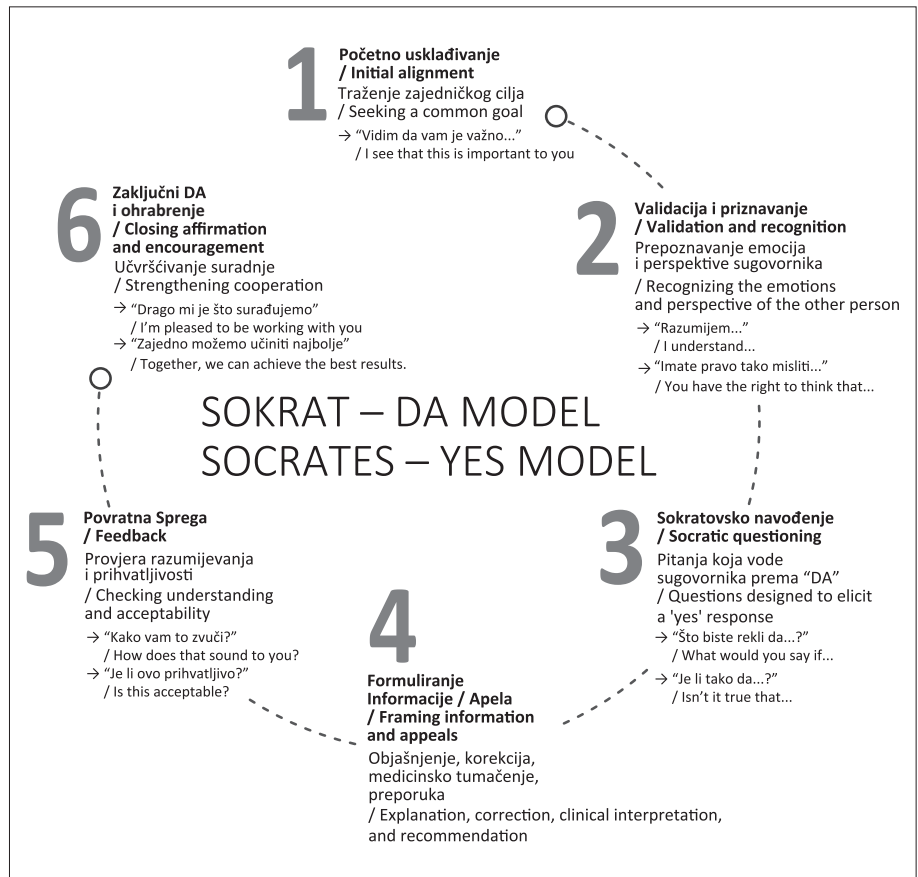 1
Početno usklađivanje
/ Initial alignment
Traženje zajedničkog cilja
/ Seeking a common goal
→ “Vidim da vam je važno...”
/ I see that this is important to you
2
Validacija i priznavanje
/ Validation and recognition
Prepoznavanje emocija
i perspektive sugovornika
/ Recognizing the emotions
and perspective of the other person
→ “Razumijem...”
/ I understand...
→ “Imate pravo tako misliti...”
/ You have the right to think that...
3
Sokratovsko navođenje
/ Socratic questioning
Pitanja koja vode
sugovornika prema “DA”
/ Questions designed to elicit
a 'yes' response
→ “Što biste rekli da...?”
/ What would you say if...
→ “Je li tako da...?”
/ Isn’t it true that...
4
Formuliranje
Informacije / Apela
/ Framing information
and appeals
Objašnjenje, korekcija,
medicinsko tumačenje,
preporuka
/ Explanation, correction, clinical interpretation,
and recommendation
5
Povratna Sprega
/ Feedback
Provjera razumijevanja
i prihvatljivosti
/ Checking understanding
and acceptability
→ “Kako vam to zvuči?”
/ How does that sound to you?
→ “Je li ovo prihvatljivo?”
/ Is this acceptable?
6
Zaključni DA
i ohrabrenje
/ Closing affirmation
and encouragement
Učvršćivanje suradnje
/ Strengthening cooperation
→ “Drago mi je što surađujemo”
/ I’m pleased to be working with you
→ “Zajedno možemo učiniti najbolje”
/ Together, we can achieve the best results.
SOKRAT – DA MODEL
SOCRATES – YES MODEL